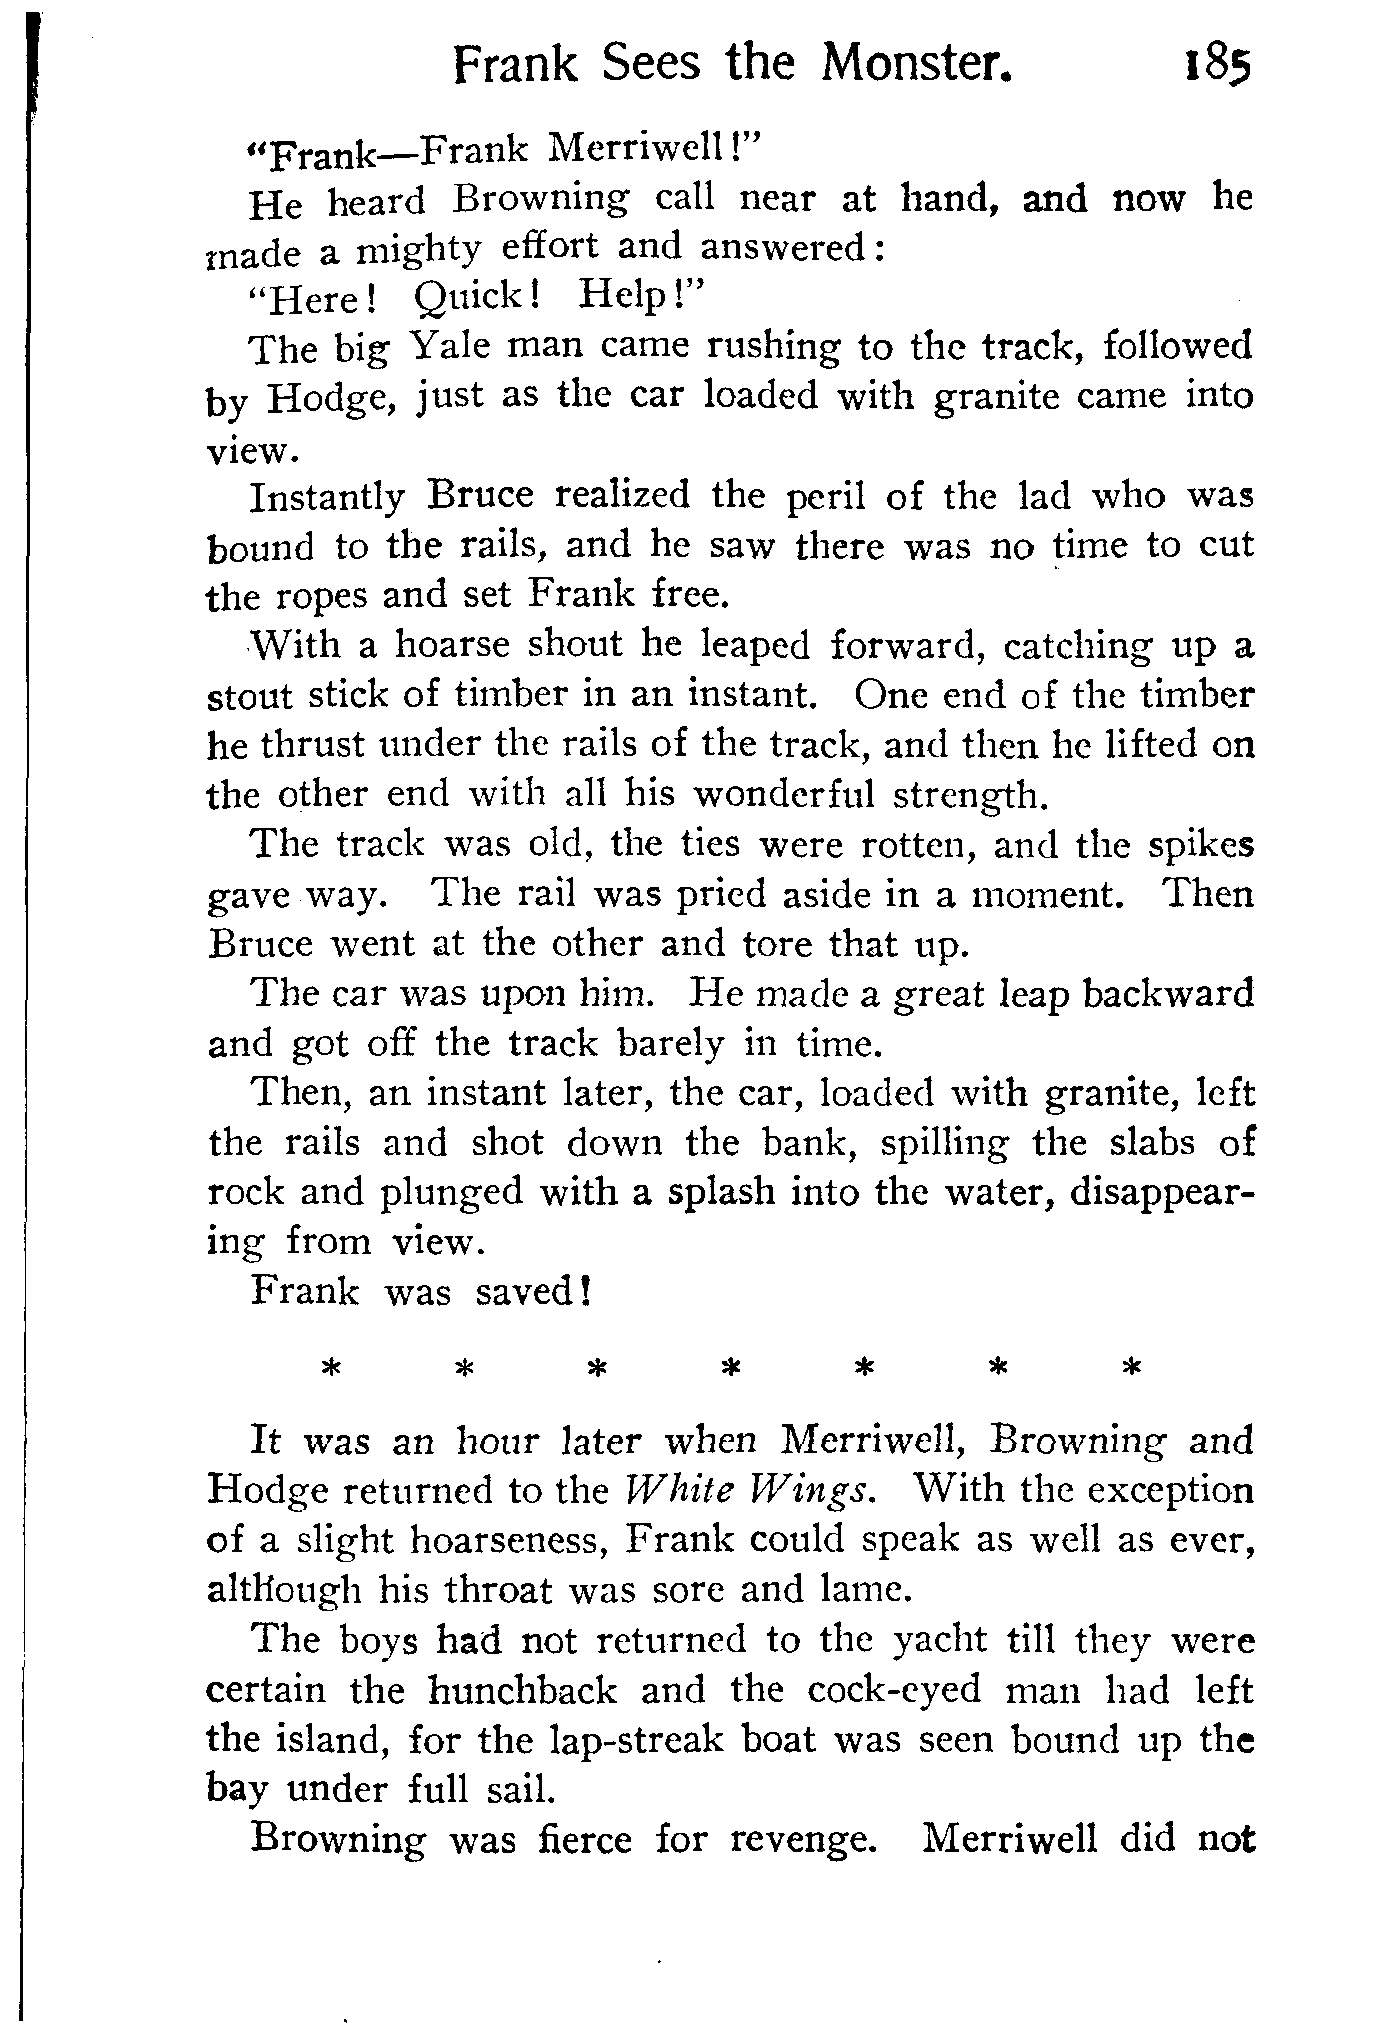 Frank Sees the Monster. 185
"Frank—Frank Merriwell!"
He heard Browning call near at hand, and now he
made a mighty effort and answered:
"Here! Quick! Help!"
The big Yale man came rushing to the track, followed
by Hodge, just as the car loaded with granite came into
view.
Instantly Bruce realized the peril of the lad who was
bound to the rails, and he saw there was no time to cut
the ropes and set Frank free.
With a hoarse shout he leaped forward, catching up a
stout stick of timber in an instant. One end of the timber
he thrust under the rails of the track, and then he lifted on
the other end with all his wonderful strength.
The track was old, the ties were rotten, and the spikes
gave way. The rail was pried aside in a moment. Then
Bruce went at the other and tore that up.
The car was upon him. He made a great leap backward
and got off the track barely in time.
Then, an instant later, the car, loaded with granite, left
the rails and shot down the bank, spilling the slabs of
rock and plunged with a splash into the water, disappear-
ing from view.
Frank was saved!
* * * * * * *
It was an hour later when Merriwell, Browning and
Hodge returned to the White Wings. With the exception
of a slight hoarseness, Frank could speak as well as ever,
although his throat was sore and lame.
The boys had not returned to the yacht till they were
certain the hunchback and the cock-eyed man had left
the island, for the lap-streak boat was seen bound up the
bay under full sail.
Browning was fierce for revenge. Merriwell did not